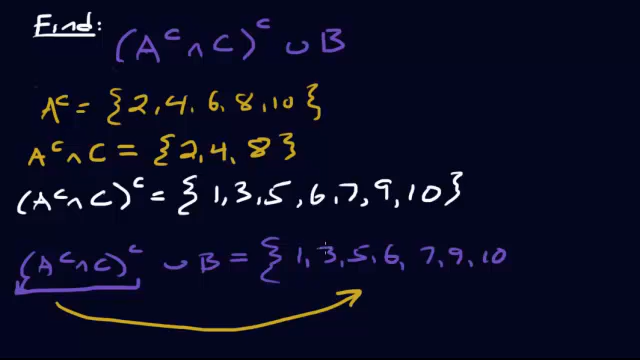 Find:
(A^c ∩ C)^c ∪ B
A^c = {2, 4, 6, 8, 10}
A^c ∩ C = {2, 4, 8}
(A^c ∩ C)^c = {1, 3, 5, 6, 7, 9, 10}
(A^c ∩ C)^c ∪ B = {1, 3, 5, 6, 7, 9, 10